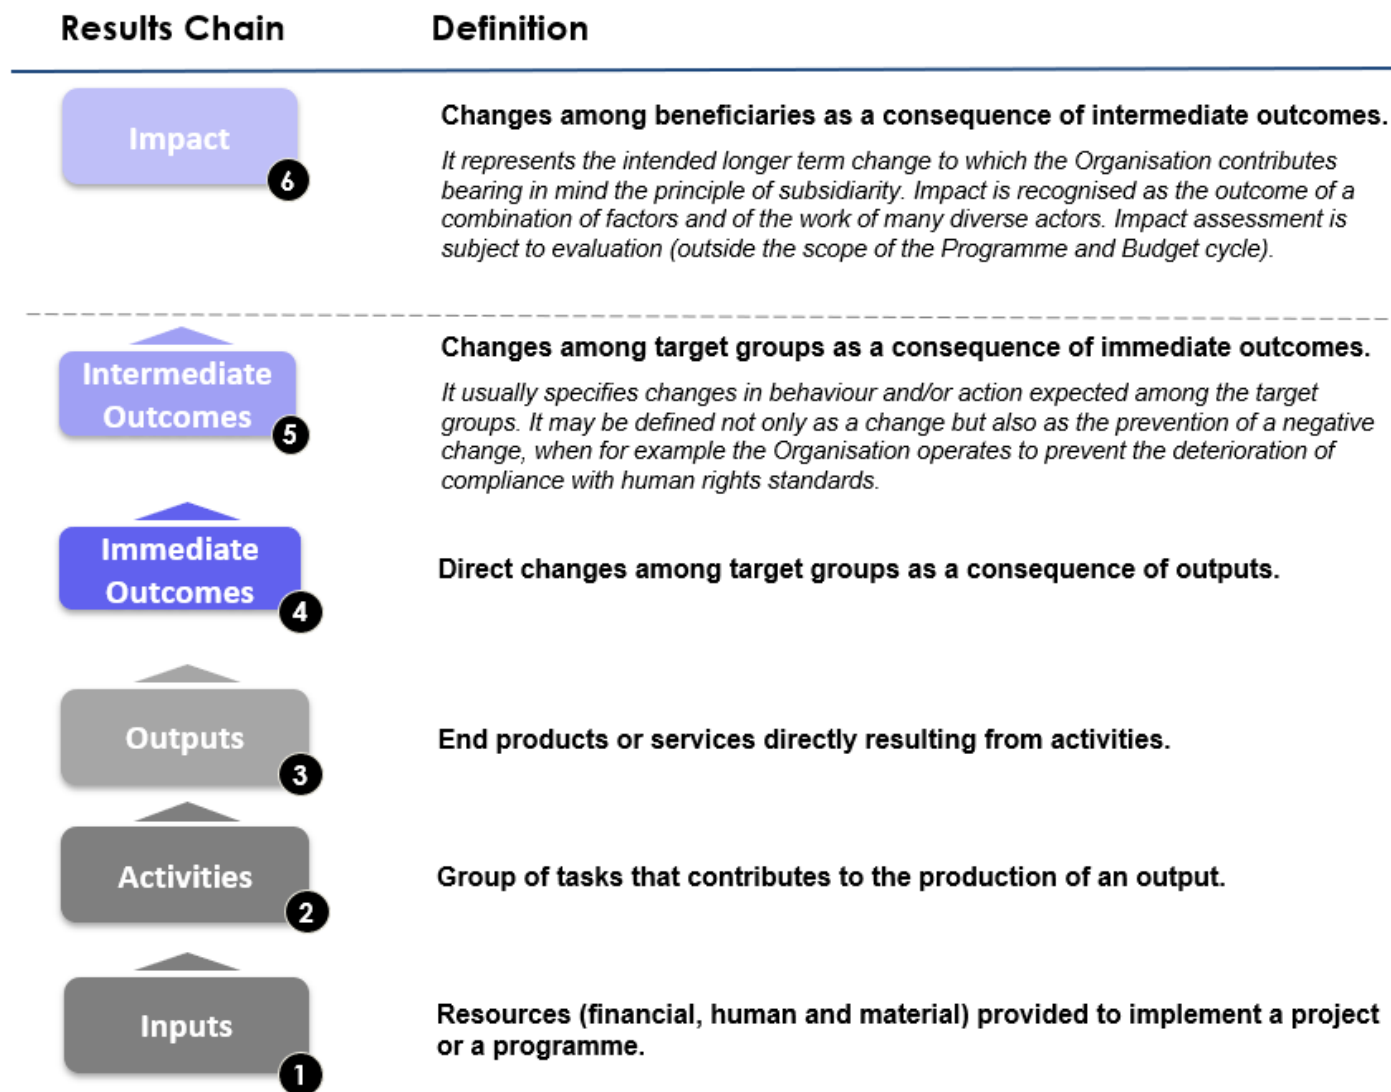 Results Chain
Definition
Impact
6
Changes among beneficiaries as a consequence of intermediate outcomes.
It represents the intended longer term change to which the Organisation contributes
bearing in mind the principle of subsidiarity. Impact is recognised as the outcome of a
combination of factors and of the work of many diverse actors. Impact assessment is
subject to evaluation (outside the scope of the Programme and Budget cycle).
Intermediate
Outcomes
5
Changes among target groups as a consequence of immediate outcomes.
It usually specifies changes in behaviour and/or action expected among the target
groups. It may be defined not only as a change but also as the prevention of a negative
change, when for example the Organisation operates to prevent the deterioration of
compliance with human rights standards.
Immediate
Outcomes
4
Direct changes among target groups as a consequence of outputs.
Outputs
3
End products or services directly resulting from activities.
Activities
2
Group of tasks that contributes to the production of an output.
Inputs
1
Resources (financial, human and material) provided to implement a project
or a programme.